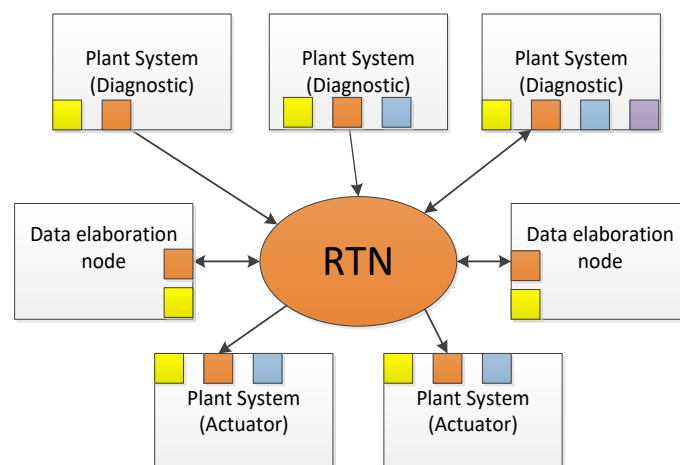 Plant System
(Diagnostic)
Plant System
(Diagnostic)
Plant System
(Diagnostic)
Data elaboration
node
RTN
Data elaboration
node
Plant System
(Actuator)
Plant System
(Actuator)